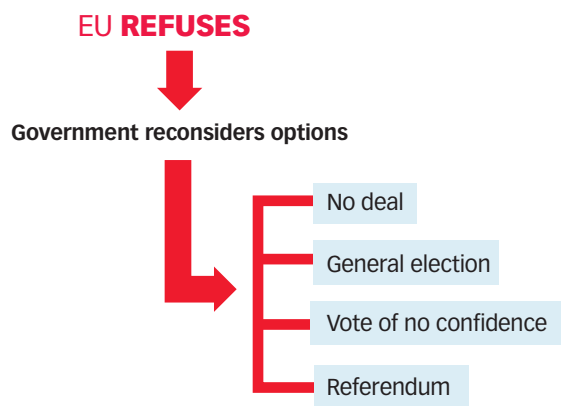 EU REFUSES
Government reconsiders options
No deal
General election
Vote of no confidence
Referendum